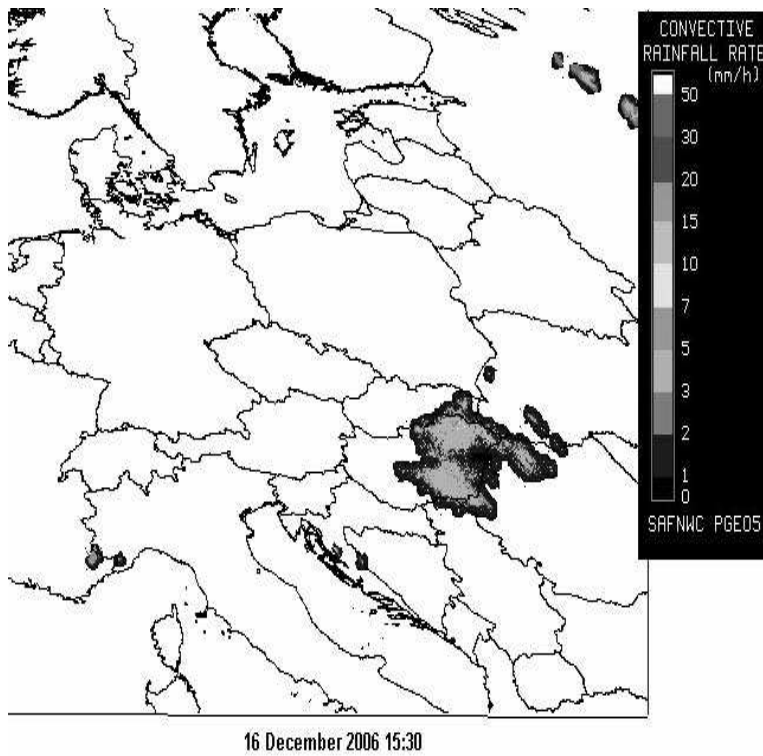 CONVECTIVE
RAINFALL RATE
(mm/h)
50
30
20
15
10
7
5
3
2
1
0
SAFNWC PGE05
16 December 2006 15:30